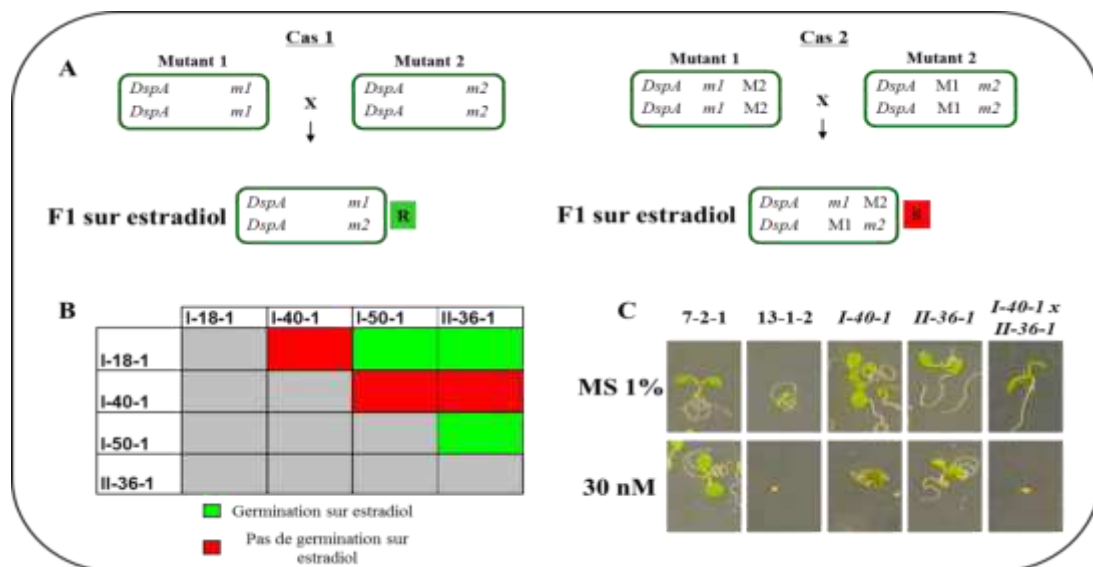 A
Cas 1
Mutant 1
Mutant 2
DspA m1
DspA m1
X
DspA m2
DspA m2
F1 sur estradiol
DspA m1
DspA m2
R
Cas 2
Mutant 1
Mutant 2
DspA m1 M2
DspA m1 M2
X
DspA M1 m2
DspA M1 m2
F1 sur estradiol
DspA m1 M2
DspA M1 m2
S
B
I-18-1 I-40-1 I-50-1 II-36-1
I-18-1
I-40-1
I-50-1
II-36-1
Germination sur estradiol
Pas de germination sur
estradiol
C
7-2-1 13-1-2 I-40-1 II-36-1 I-40-1 x
II-36-1
MS 1%
30 nM